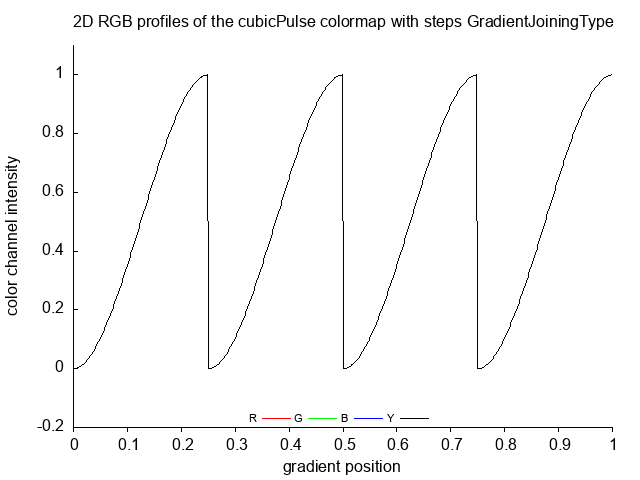 2D RGB profiles of the cubicPulse colormap with steps GradientJoiningType
color channel intensity
1
0.8
0.6
0.4
0.2
0
-0.2
R G B Y
0 0.1 0.2 0.3 0.4 0.5 0.6 0.7 0.8 0.9 1
gradient position